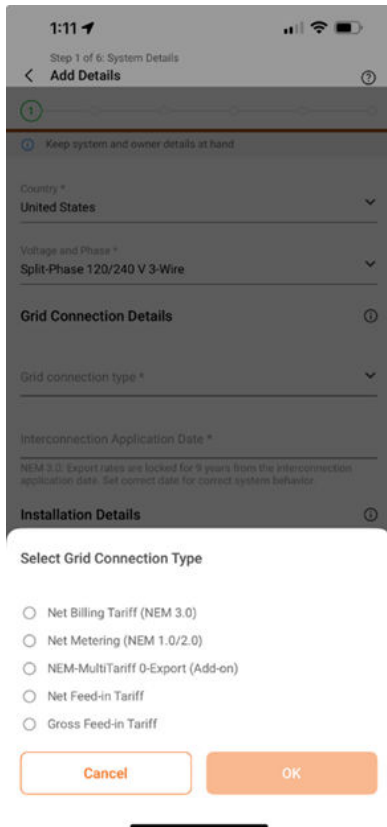 1:11
Step 1 of 6: System Details
Add Details
1
Keep system and owner details at hand
Country *
United States
Voltage and Phase *
Split-Phase 120/240 V 3-Wire
Grid Connection Details
Grid connection type *
Interconnection Application Date *
NEM 3.0: Export rates are locked for 9 years from the interconnection
application date. Set correct date for correct system behavior.
Installation Details
Select Grid Connection Type
Net Billing Tariff (NEM 3.0)
Net Metering (NEM 1.0/2.0)
NEM-MultiTariff 0-Export (Add-on)
Net Feed-in Tariff
Gross Feed-in Tariff
Cancel
OK